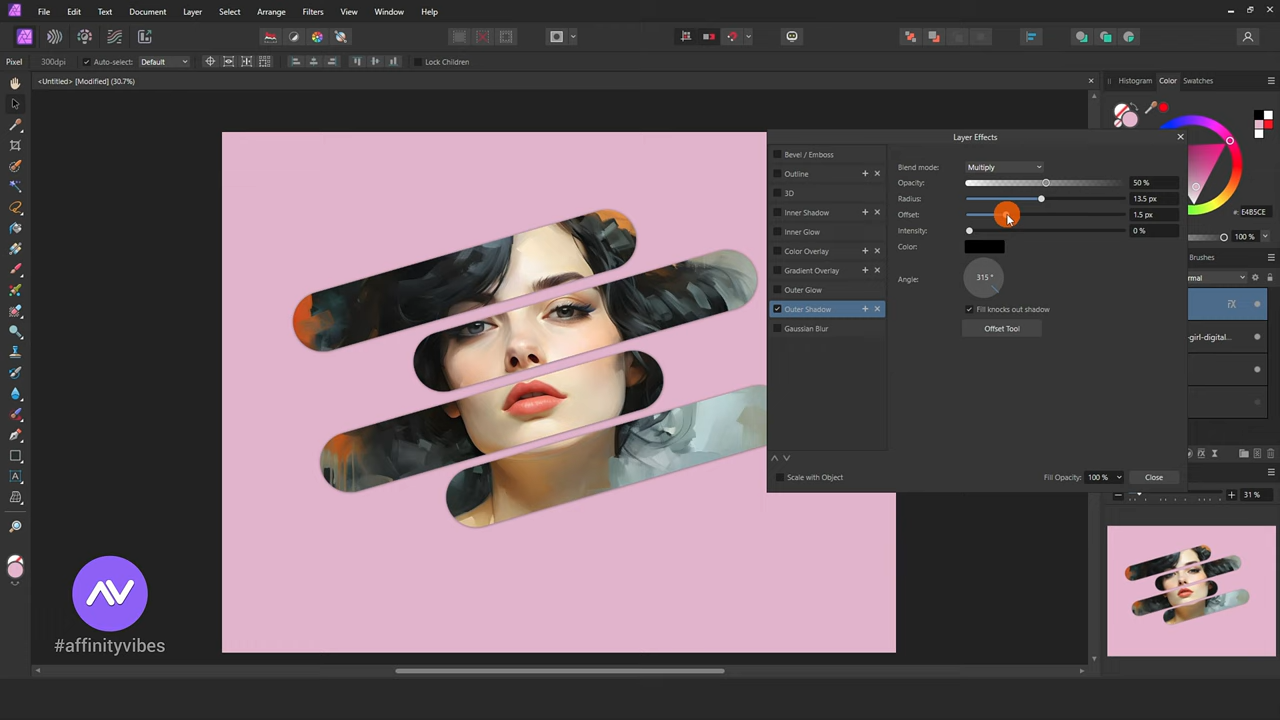 File Edit Text Document Layer Select Arrange Filters View Window Help
Pixel 300dpi Auto-select: Default Lock Children
<Untitled> [Modified] (30.7%)
Histogram Color Swatches
Layer Effects
Bevel / Emboss
Outline
3D
Inner Shadow
Inner Glow
Color Overlay
Gradient Overlay
Outer Glow
Outer Shadow
Gaussian Blur
Blend mode: Multiply
Opacity: 50 %
Radius: 13.5 px
Offset: 1.5 px
Intensity: 0 %
Color:
Angle: 315 °
Fill knocks out shadow
Offset Tool
Scale with Object
Fill Opacity: 100 %
Close
#: E4B5CE
100 %
Brushes
rmal
FX
girl-digital...
31 %
#affinityvibes